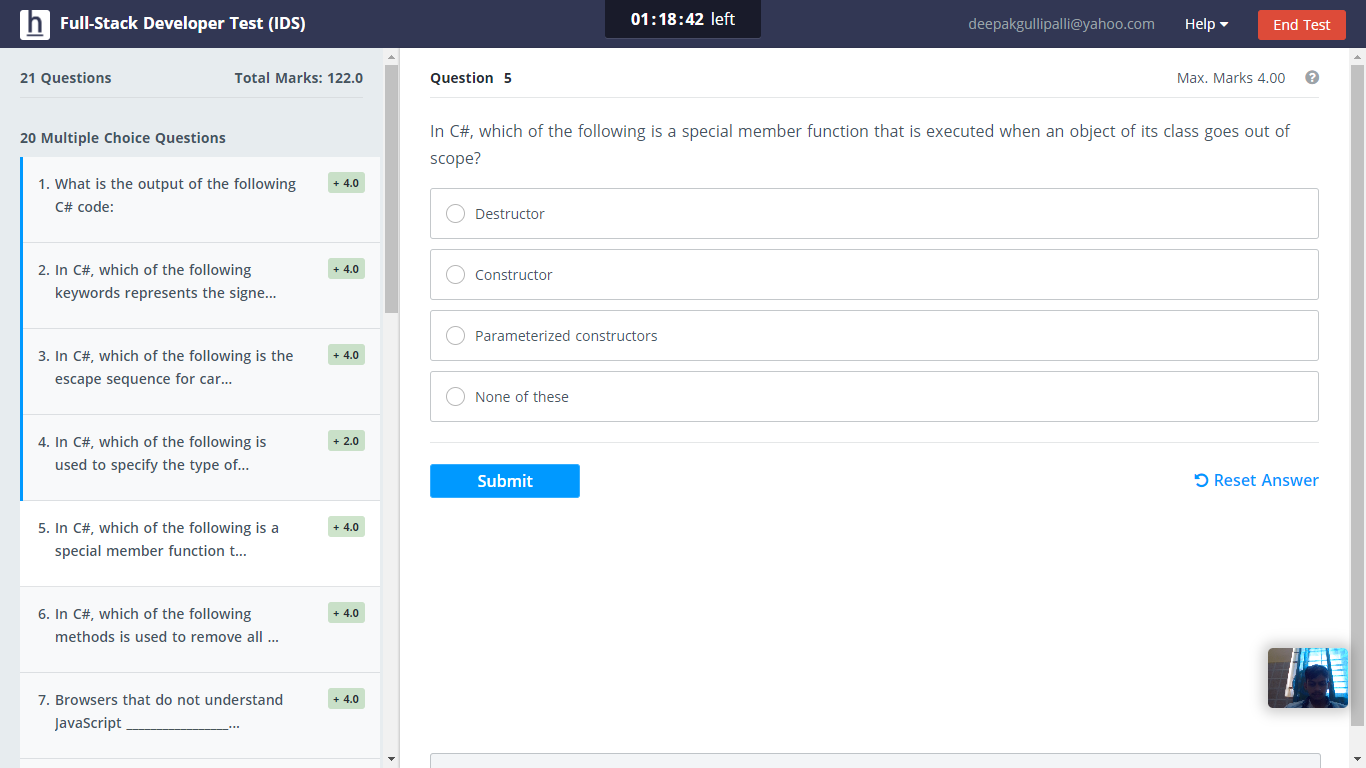 h Full-Stack Developer Test (IDS)
01:18:42 left
deepakgullipalli@yahoo.com
Help
End Test
21 Questions
Total Marks: 122.0
20 Multiple Choice Questions
1. What is the output of the following
C# code:
+ 4.0
2. In C#, which of the following
keywords represents the signe...
+ 4.0
3. In C#, which of the following is the
escape sequence for car...
+ 4.0
4. In C#, which of the following is
used to specify the type of...
+ 2.0
5. In C#, which of the following is a
special member function t...
+ 4.0
6. In C#, which of the following
methods is used to remove all ...
+ 4.0
7. Browsers that do not understand
JavaScript ________________...
+ 4.0
Question 5
Max. Marks 4.00
?
In C#, which of the following is a special member function that is executed when an object of its class goes out of
scope?
Destructor
Constructor
Parameterized constructors
None of these
Submit
Reset Answer